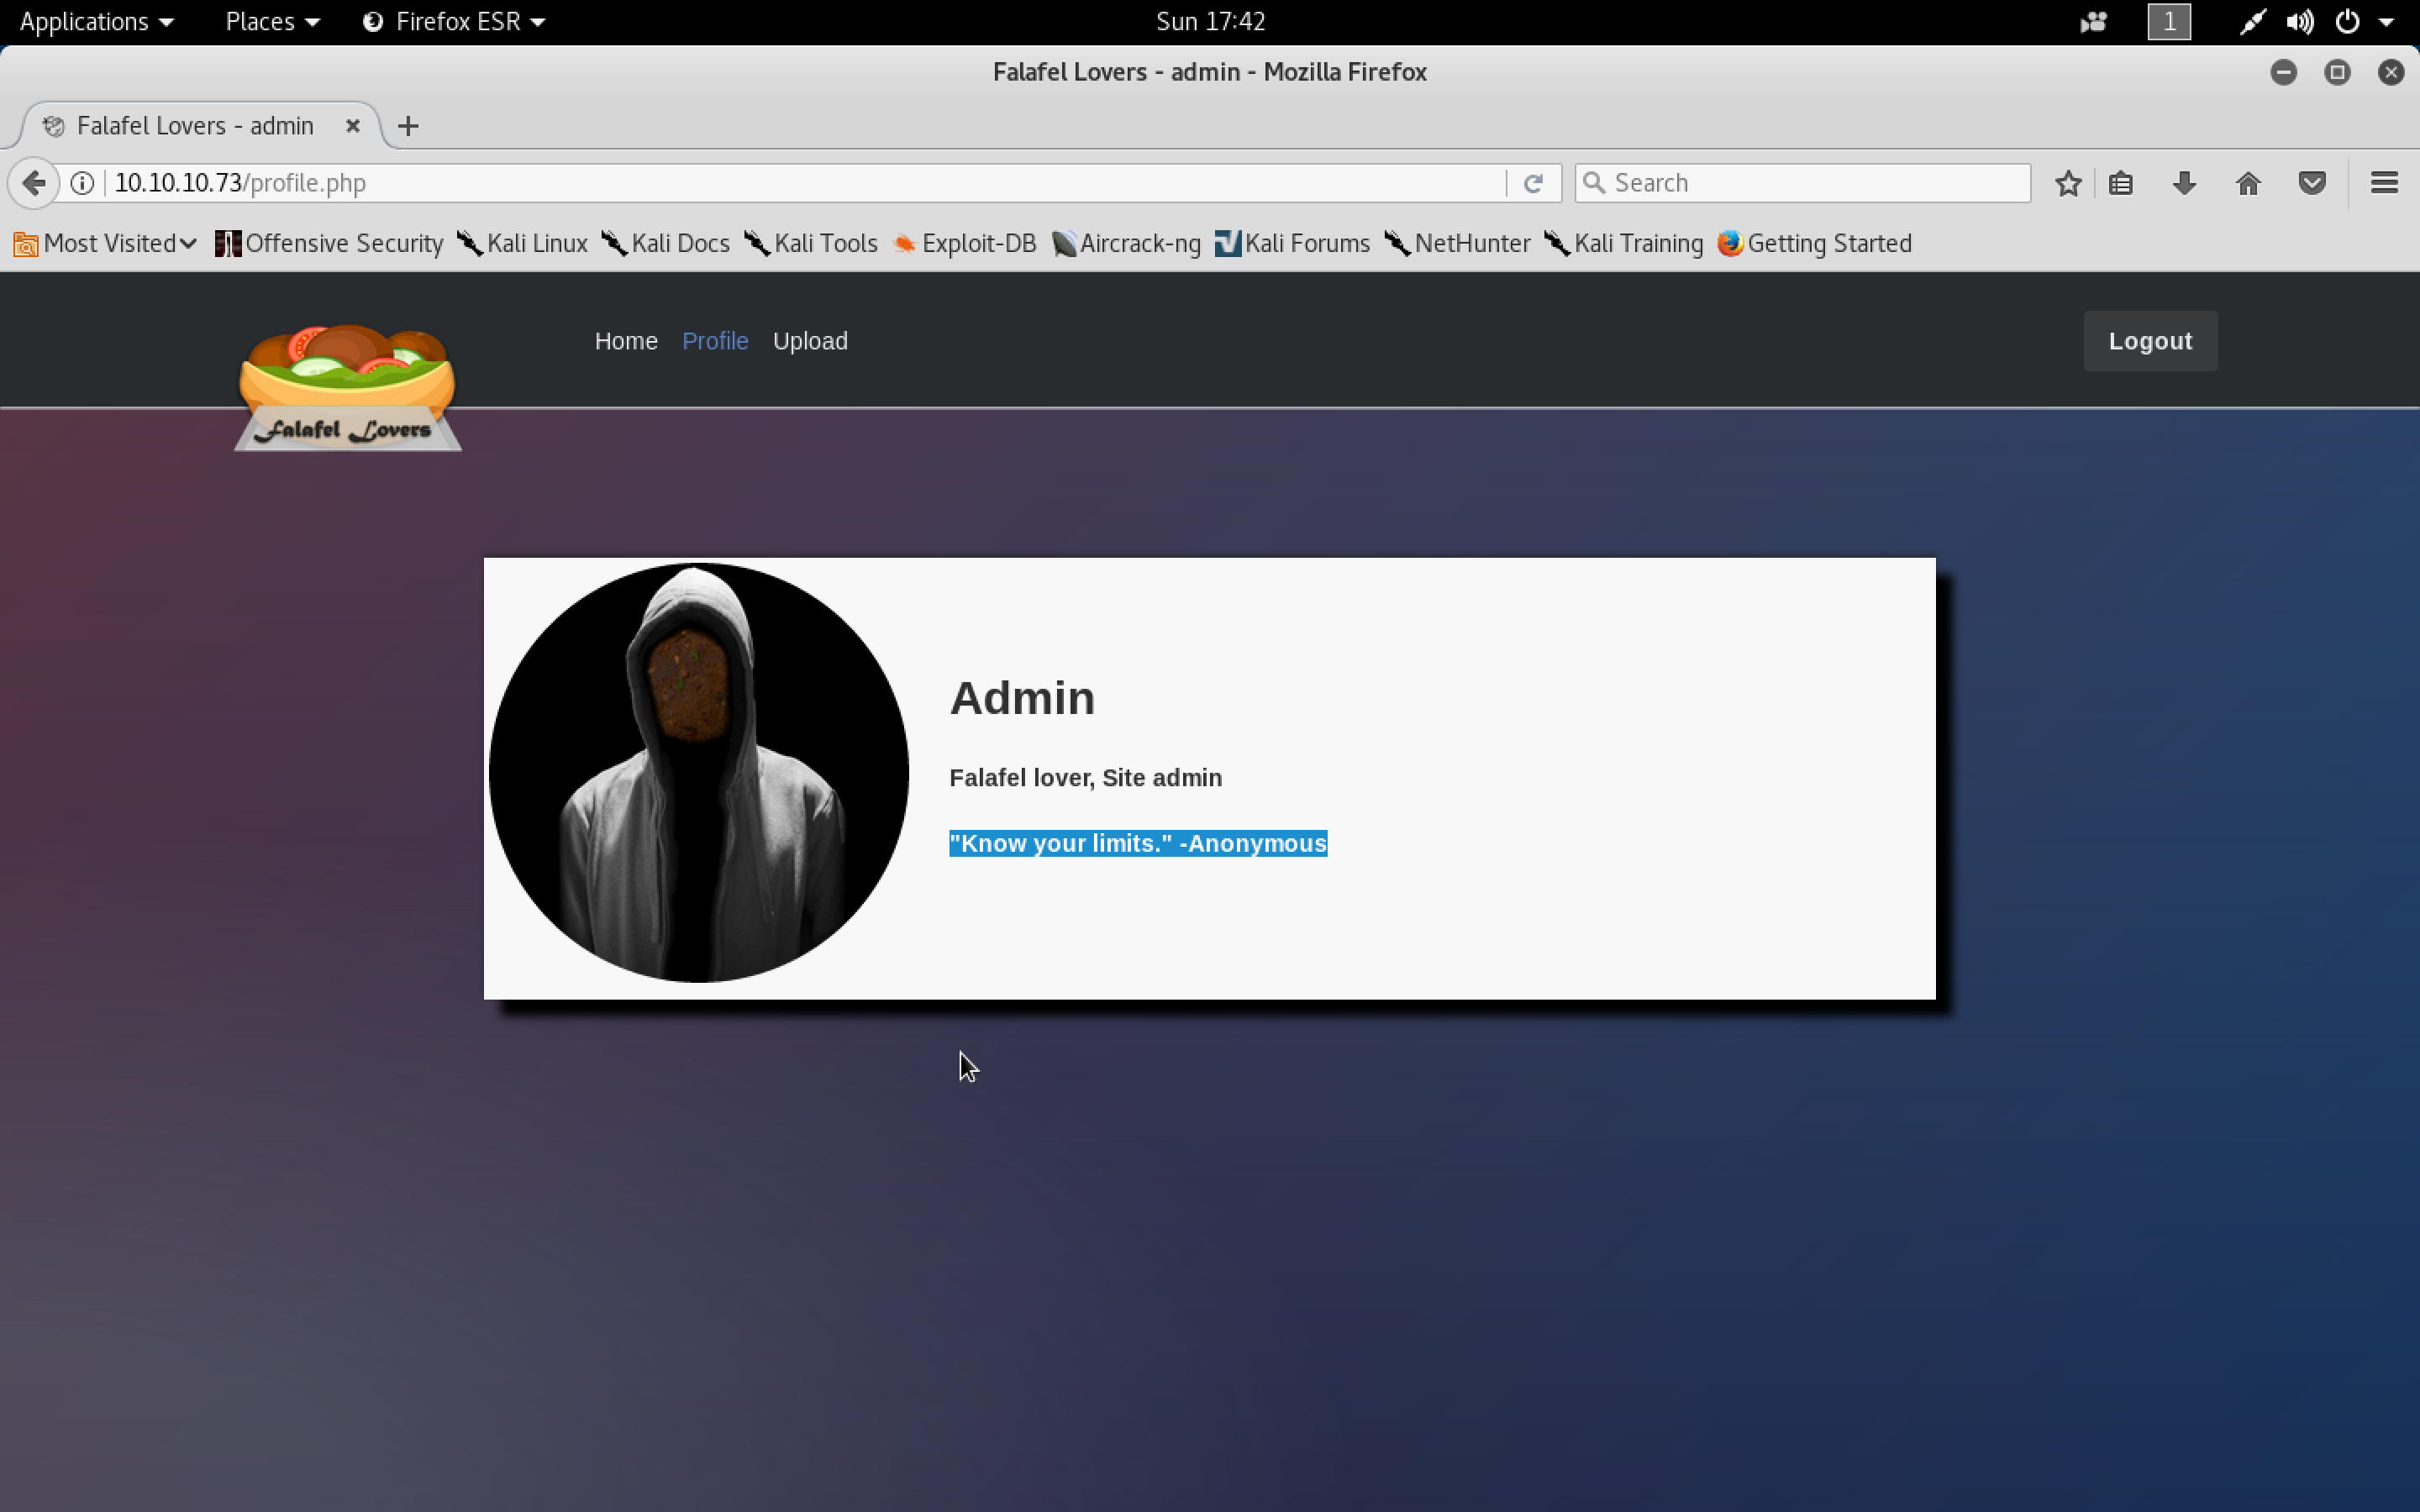 Applications Places Firefox ESR Sun 17:42 1
Falafel Lovers - admin - Mozilla Firefox
Falafel Lovers - admin
10.10.10.73/profile.php Search
Most Visited Offensive Security Kali Linux Kali Docs Kali Tools Exploit-DB Aircrack-ng Kali Forums NetHunter Kali Training Getting Started
Home Profile Upload Logout
Falafel Lovers
Admin
Falafel lover, Site admin
"Know your limits." -Anonymous